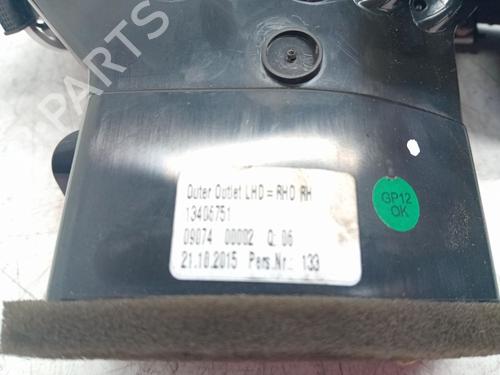 B-PARTS
Outer Outlet LHD = RHD RH
13406751
09074 00002 Q: 06
21.10.2015 Pers.Nr.: 133
GP12
OK